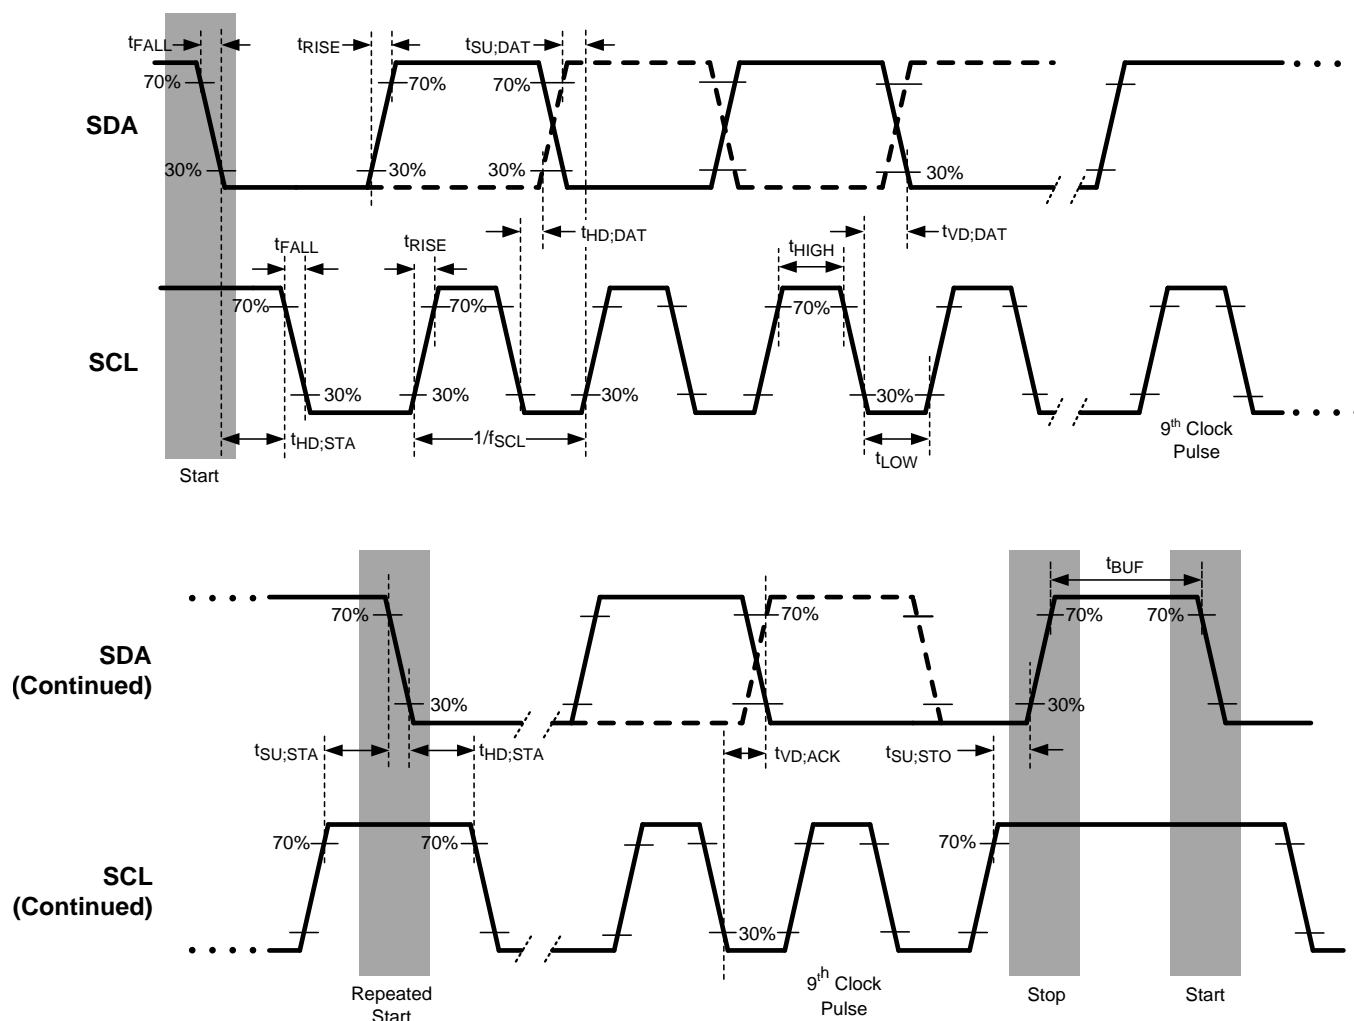 tFALL tRISE tSU;DAT
70% 70% 70%
SDA
30% 30% 30% 30%
tHD;DAT tVD;DAT
tFALL tRISE tHIGH
70% 70% 70%
SCL
30% 30% 30% 30%
tHD;STA 1/fSCL tLOW
9th Clock
Pulse
Start
tBUF
70% 70% 70% 70%
SDA
(Continued)
30% 30%
tSU;STA tHD;STA tVD;ACK tSU;STO
70% 70% 70%
SCL
(Continued)
30%
9th Clock
Pulse
Repeated
Start
Stop
Start